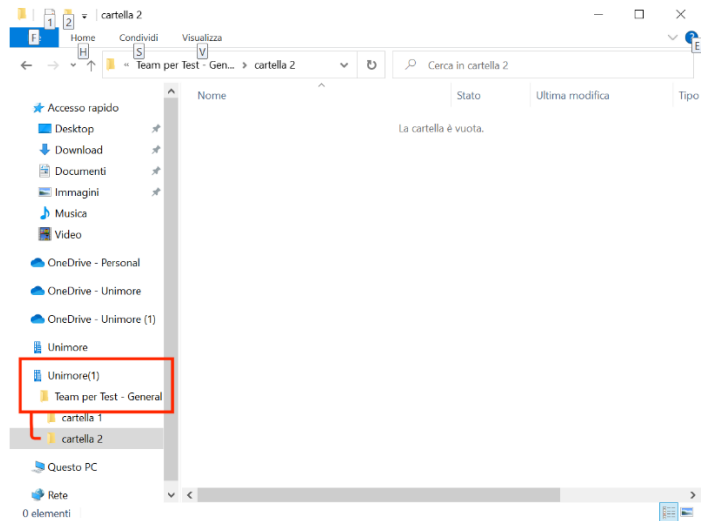 cartella 2
1 2
F Home Condividi Visualizza
H S V E
« Team per Test - Gen... > cartella 2
Cerca in cartella 2
Nome Stato Ultima modifica Tipo
La cartella è vuota.
Accesso rapido
Desktop
Download
Documenti
Immagini
Musica
Video
OneDrive - Personal
OneDrive - Unimore
OneDrive - Unimore (1)
Unimore
Unimore(1)
Team per Test - General
cartella 1
cartella 2
Questo PC
Rete
0 elementi